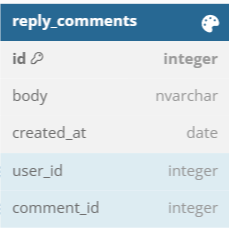 reply_comments
id integer
body nvarchar
created_at date
user_id integer
comment_id integer